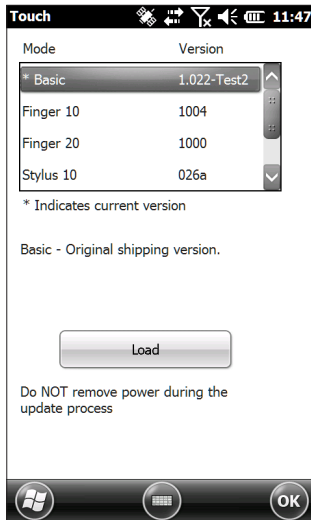 Touch 11:47
Mode Version
* Basic 1.022-Test2
Finger 10 1004
Finger 20 1000
Stylus 10 026a
* Indicates current version
Basic - Original shipping version.
Load
Do NOT remove power during the
update process
OK